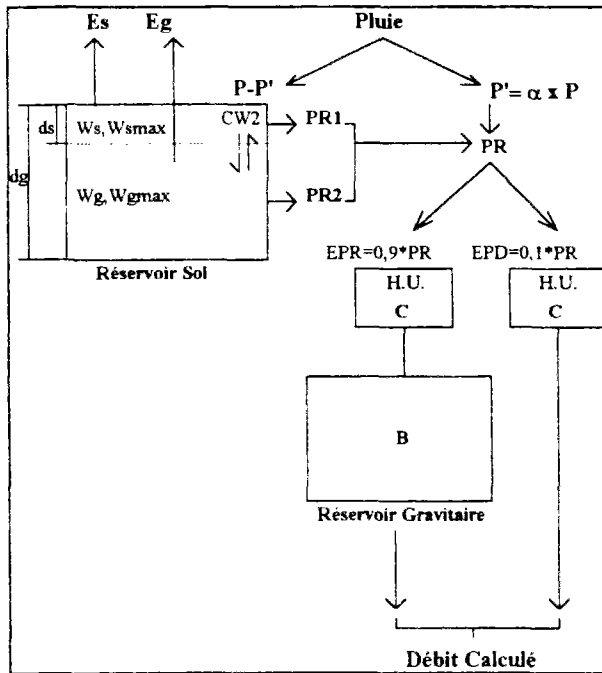 Es Eg Pluie
P-P' P'= α x P
ds Ws, Wsmax CW2 PR1
PR
dg Wg, Wgmax PR2
Réservoir Sol
EPR=0,9*PR EPD=0,1*PR
H.U. H.U.
C C
B
Réservoir Gravitaire
Débit Calculé